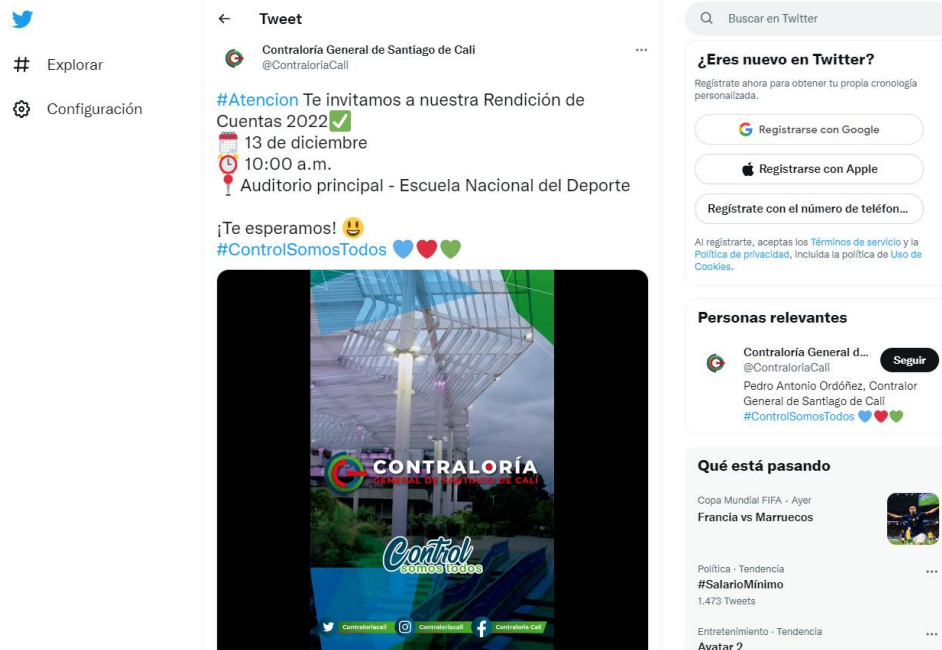 Tweet
Contraloría General de Santiago de Cali
@ContraloriaCali
#Atencion Te invitamos a nuestra Rendición de
Cuentas 2022✅
🗓 13 de diciembre
⏰ 10:00 a.m.
📍 Auditorio principal - Escuela Nacional del Deporte
¡Te esperamos! 😃
#ControlSomosTodos 💙❤💚
CONTRALORÍA
GENERAL DE SANTIAGO DE CALI
Control
somos todos
Contraloriacali
Contraloriacali
Contraloria Cali
Explorar
Configuración
Buscar en Twitter
¿Eres nuevo en Twitter?
Regístrate ahora para obtener tu propia cronología
personalizada.
Registrarse con Google
Registrarse con Apple
Regístrate con el número de teléfon...
Al registrarte, aceptas los Términos de servicio y la
Política de privacidad, incluida la política de Uso de
Cookies.
Personas relevantes
Contraloría General d...
@ContraloriaCali
Seguir
Pedro Antonio Ordóñez, Contralor
General de Santiago de Cali
#ControlSomosTodos 💙❤💚
Qué está pasando
Copa Mundial FIFA · Ayer
Francia vs Marruecos
Política · Tendencia
#SalarioMínimo
1.473 Tweets
Entretenimiento · Tendencia
Avatar 2